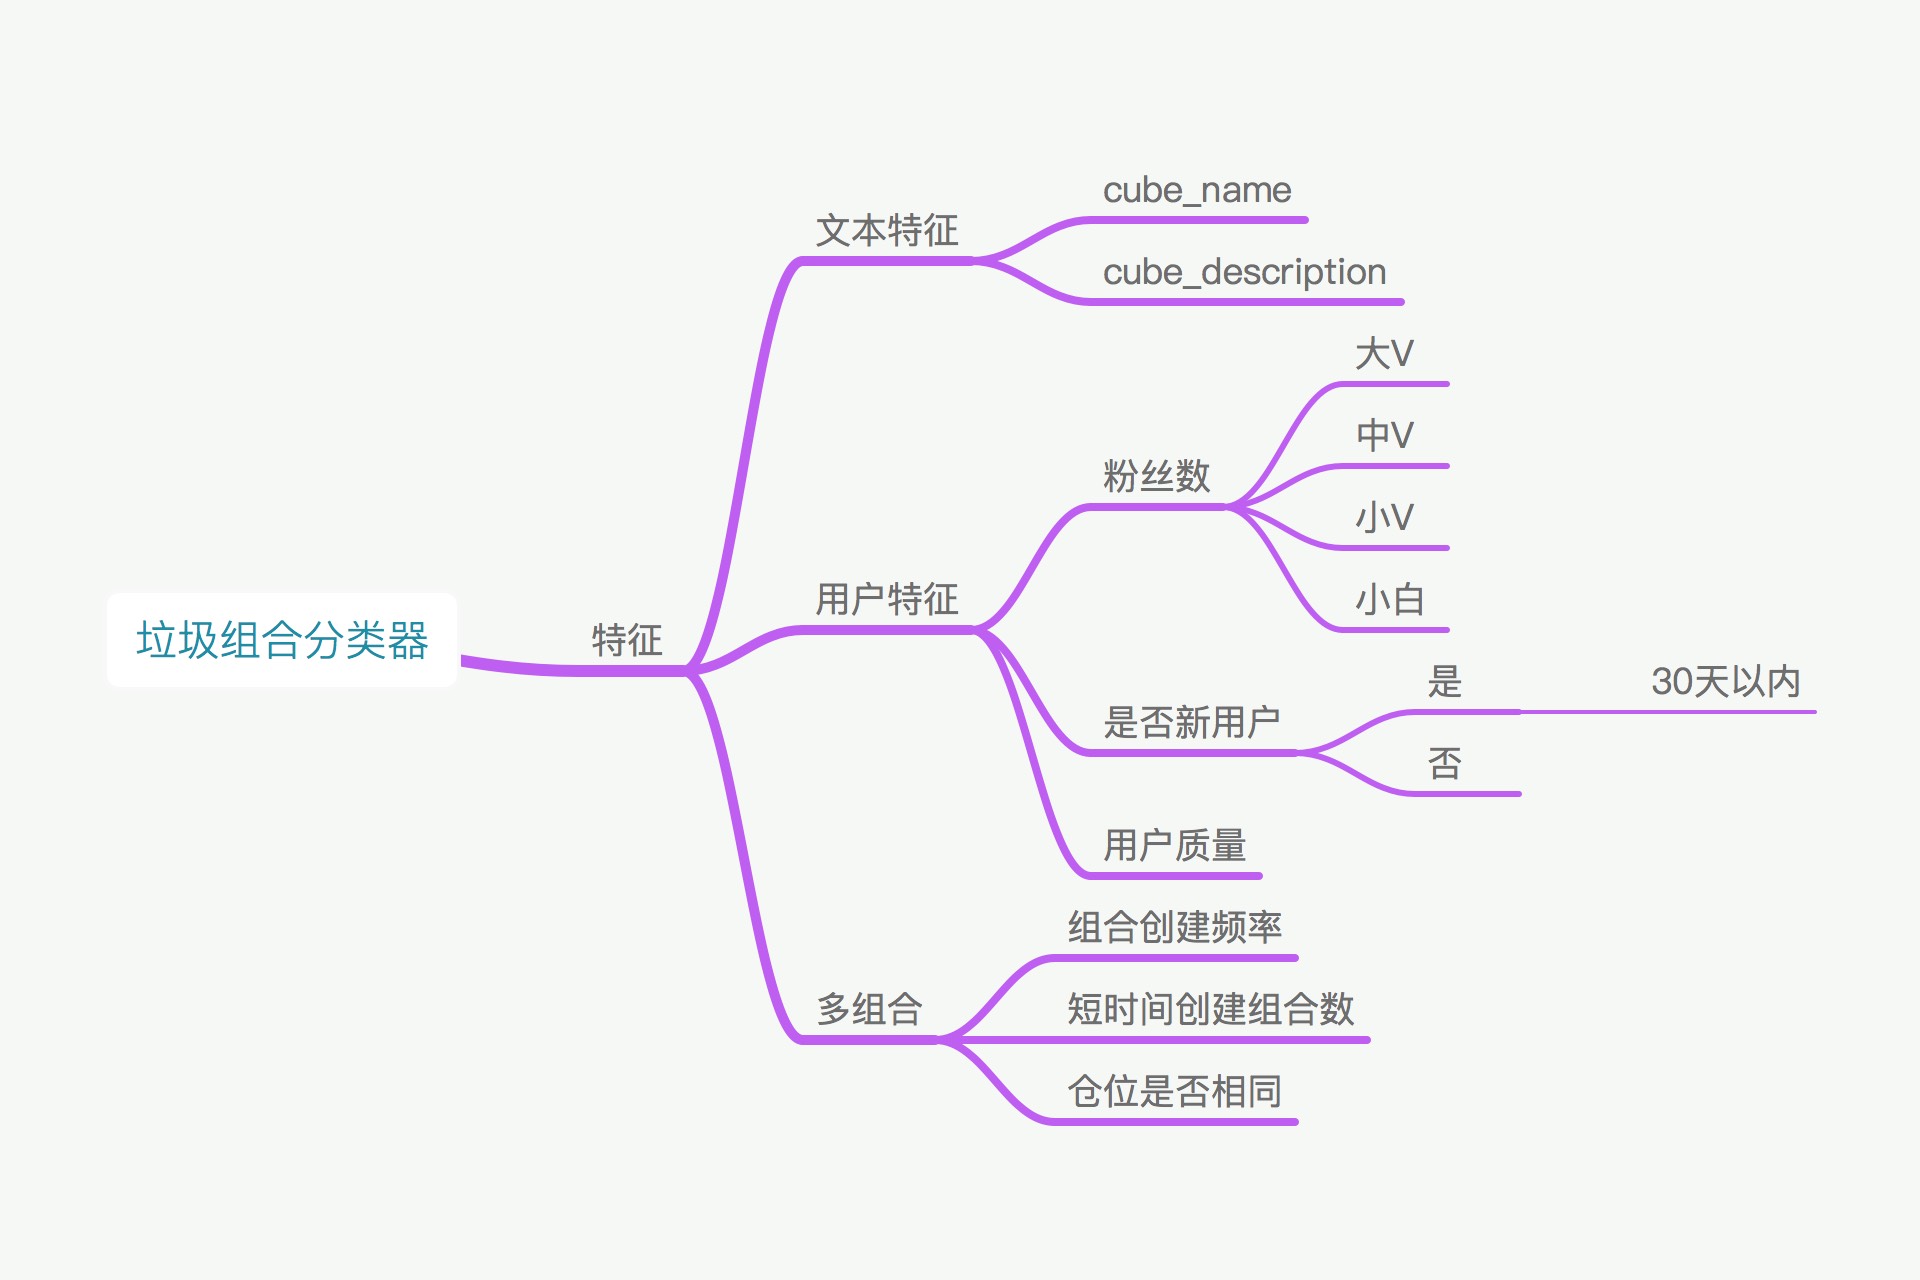 垃圾组合分类器
特征
文本特征
cube_name
cube_description
用户特征
粉丝数
大V
中V
小V
小白
是否新用户
是
30天以内
否
用户质量
多组合
组合创建频率
短时间创建组合数
仓位是否相同